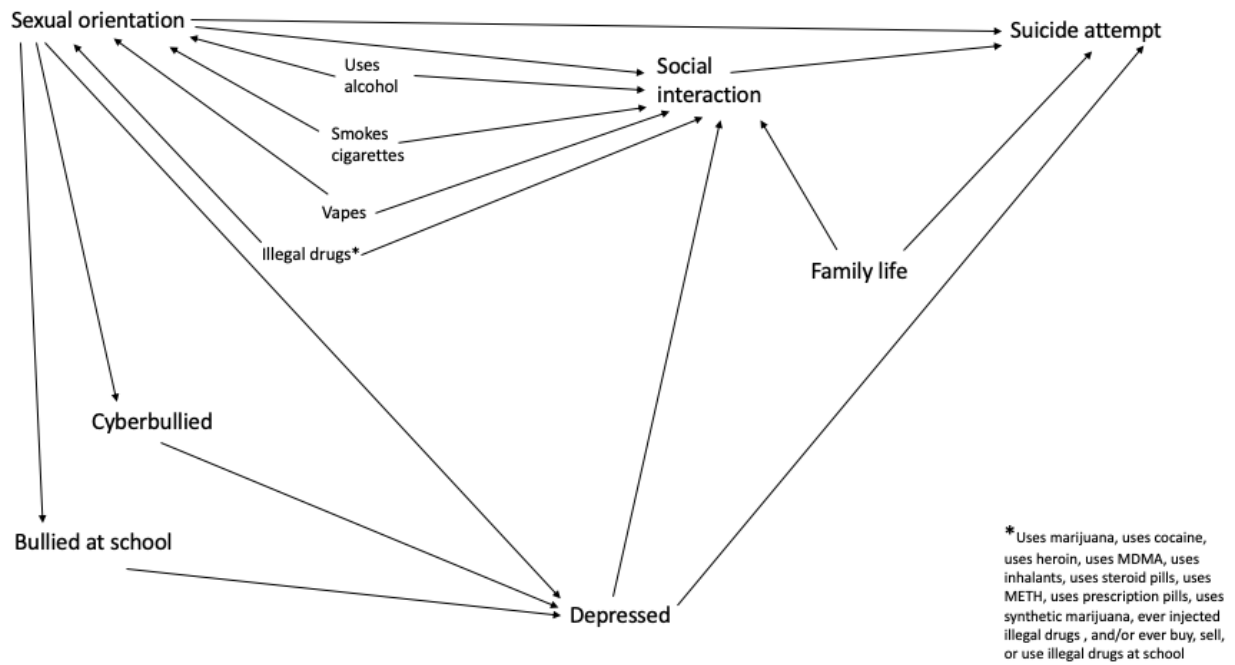 Sexual orientation
Suicide attempt
Uses
alcohol
Social
interaction
Smokes
cigarettes
Vapes
Illegal drugs*
Family life
Cyberbullied
Bullied at school
Depressed
*Uses marijuana, uses cocaine,
uses heroin, uses MDMA, uses
inhalants, uses steroid pills, uses
METH, uses prescription pills, uses
synthetic marijuana, ever injected
illegal drugs , and/or ever buy, sell,
or use illegal drugs at school